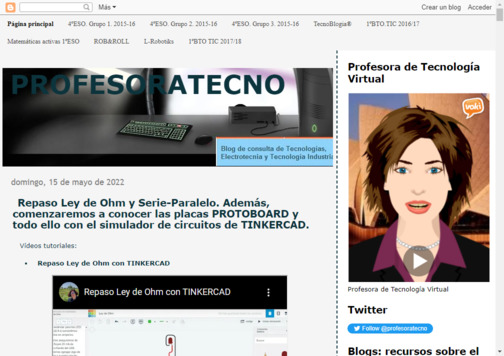 Más
Crear un blog
Acceder
Página principal
4ºESO. Grupo 1. 2015-16
4ºESO. Grupo 2. 2015-16
4ºESO. Grupo 3. 2015-16
TecnoBlogia®
1ºBTO.TIC 2016/17
Matemáticas activas 1ºESO
ROB&ROLL
L-Robotiks
1ºBTO.TIC 2017/18
PROFESORATECNO
Blog de consulta de Tecnologías,
Electrotecnia y Tecnología Industrial
domingo, 15 de mayo de 2022
Repaso Ley de Ohm y Serie-Paralelo. Además,
comenzaremos a conocer las placas PROTOBOARD y
todo ello con el simulador de circuitos de TINKERCAD.
Vídeos tutoriales:
Repaso Ley de Ohm con TINKERCAD
Repaso Ley de Ohm con TINKERCAD
Profesora de Tecnología
Virtual
voki
Profesora de Tecnología Virtual
Twitter
Follow @profesoratecno
Blogs: recursos sobre el